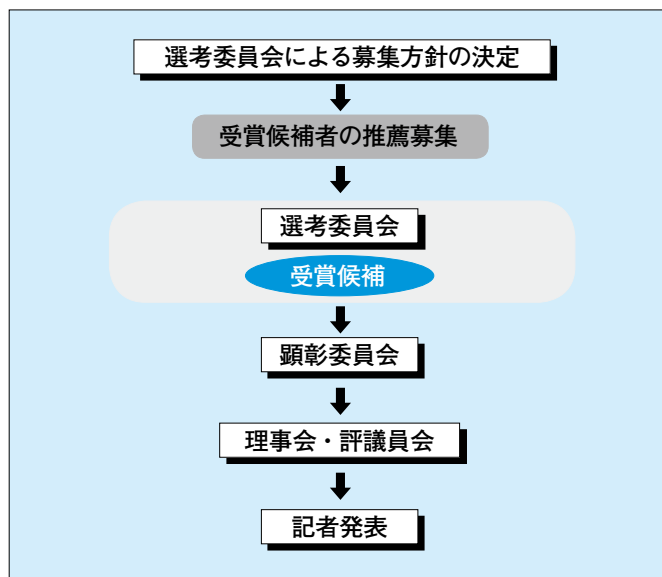 選考委員会による募集方針の決定
受賞候補者の推薦募集
選考委員会
受賞候補
顕彰委員会
理事会・評議員会
記者発表